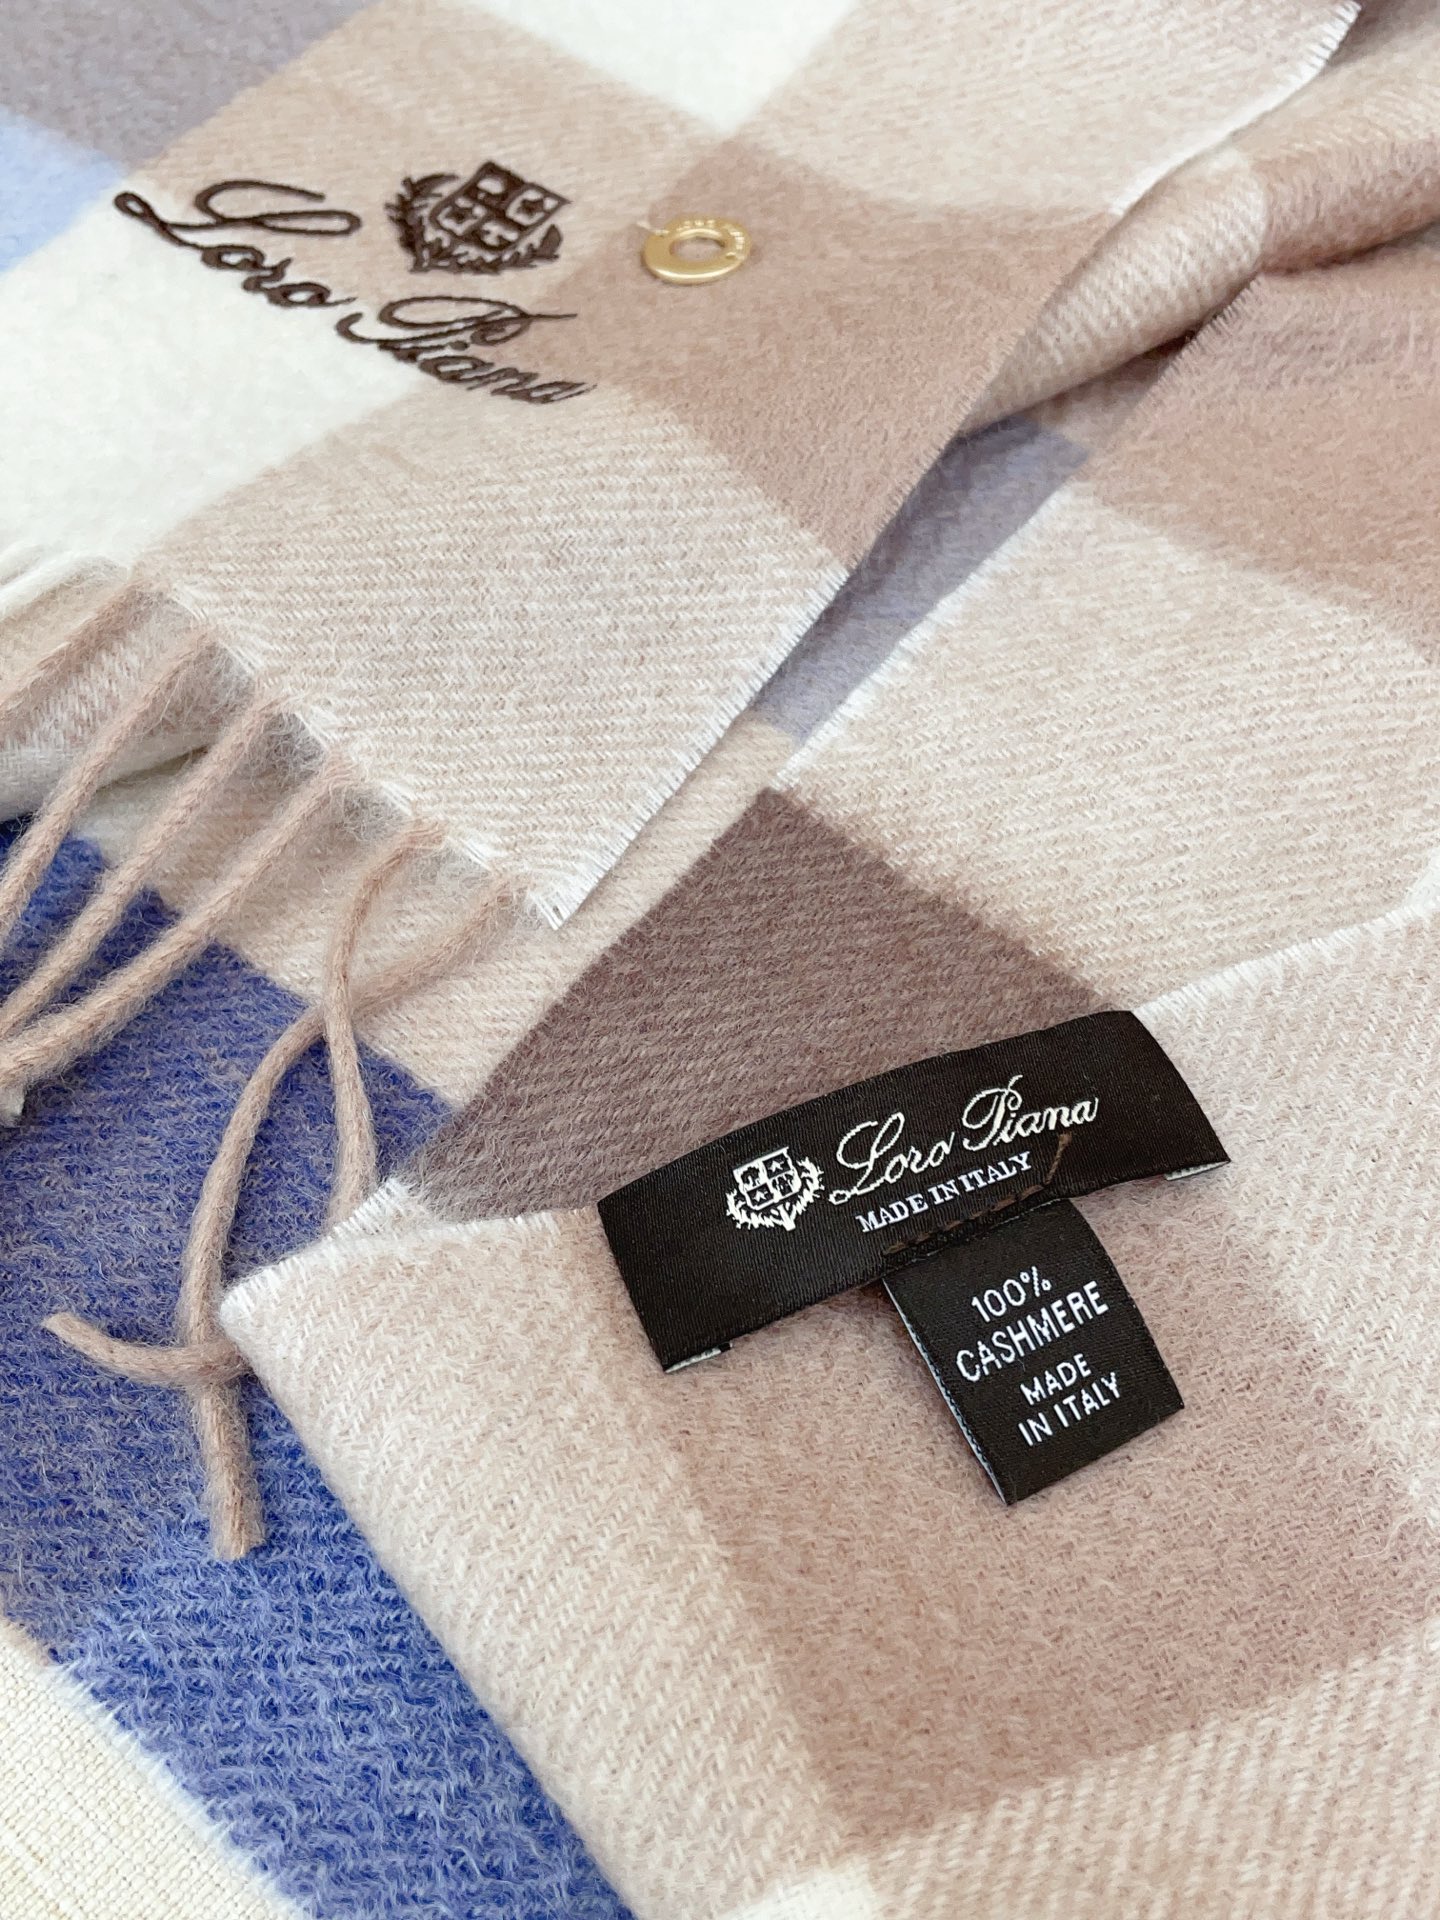 Loro Piana
Loro Piana
MADE IN ITALY
100%
CASHMERE
MADE
IN ITALY